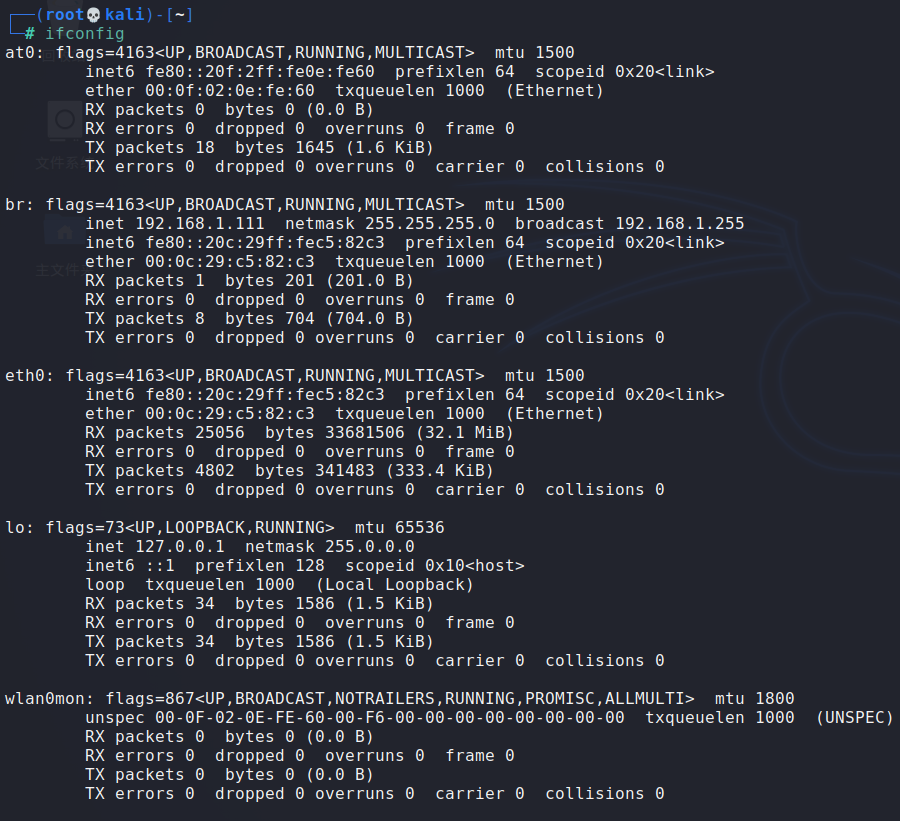 ┌──(root💀kali)-[~]
└─# ifconfig
at0: flags=4163<UP,BROADCAST,RUNNING,MULTICAST>  mtu 1500
        inet6 fe80::20f:2ff:fe0e:fe60  prefixlen 64  scopeid 0x20<link>
        ether 00:0f:02:0e:fe:60  txqueuelen 1000  (Ethernet)
        RX packets 0  bytes 0 (0.0 B)
        RX errors 0  dropped 0  overruns 0  frame 0
        TX packets 18  bytes 1645 (1.6 KiB)
        TX errors 0  dropped 0 overruns 0  carrier 0  collisions 0

br: flags=4163<UP,BROADCAST,RUNNING,MULTICAST>  mtu 1500
        inet 192.168.1.111  netmask 255.255.255.0  broadcast 192.168.1.255
        inet6 fe80::20c:29ff:fec5:82c3  prefixlen 64  scopeid 0x20<link>
        ether 00:0c:29:c5:82:c3  txqueuelen 1000  (Ethernet)
        RX packets 1  bytes 201 (201.0 B)
        RX errors 0  dropped 0  overruns 0  frame 0
        TX packets 8  bytes 704 (704.0 B)
        TX errors 0  dropped 0 overruns 0  carrier 0  collisions 0

eth0: flags=4163<UP,BROADCAST,RUNNING,MULTICAST>  mtu 1500
        inet6 fe80::20c:29ff:fec5:82c3  prefixlen 64  scopeid 0x20<link>
        ether 00:0c:29:c5:82:c3  txqueuelen 1000  (Ethernet)
        RX packets 25056  bytes 33681506 (32.1 MiB)
        RX errors 0  dropped 0  overruns 0  frame 0
        TX packets 4802  bytes 341483 (333.4 KiB)
        TX errors 0  dropped 0 overruns 0  carrier 0  collisions 0

lo: flags=73<UP,LOOPBACK,RUNNING>  mtu 65536
        inet 127.0.0.1  netmask 255.0.0.0
        inet6 ::1  prefixlen 128  scopeid 0x10<host>
        loop  txqueuelen 1000  (Local Loopback)
        RX packets 34  bytes 1586 (1.5 KiB)
        RX errors 0  dropped 0  overruns 0  frame 0
        TX packets 34  bytes 1586 (1.5 KiB)
        TX errors 0  dropped 0 overruns 0  carrier 0  collisions 0

wlan0mon: flags=867<UP,BROADCAST,NOTRAILERS,RUNNING,PROMISC,ALLMULTI>  mtu 1800
        unspec 00-0F-02-0E-FE-60-00-F6-00-00-00-00-00-00-00-00  txqueuelen 1000  (UNSPEC)
        RX packets 0  bytes 0 (0.0 B)
        RX errors 0  dropped 0  overruns 0  frame 0
        TX packets 0  bytes 0 (0.0 B)
        TX errors 0  dropped 0 overruns 0  carrier 0  collisions 0